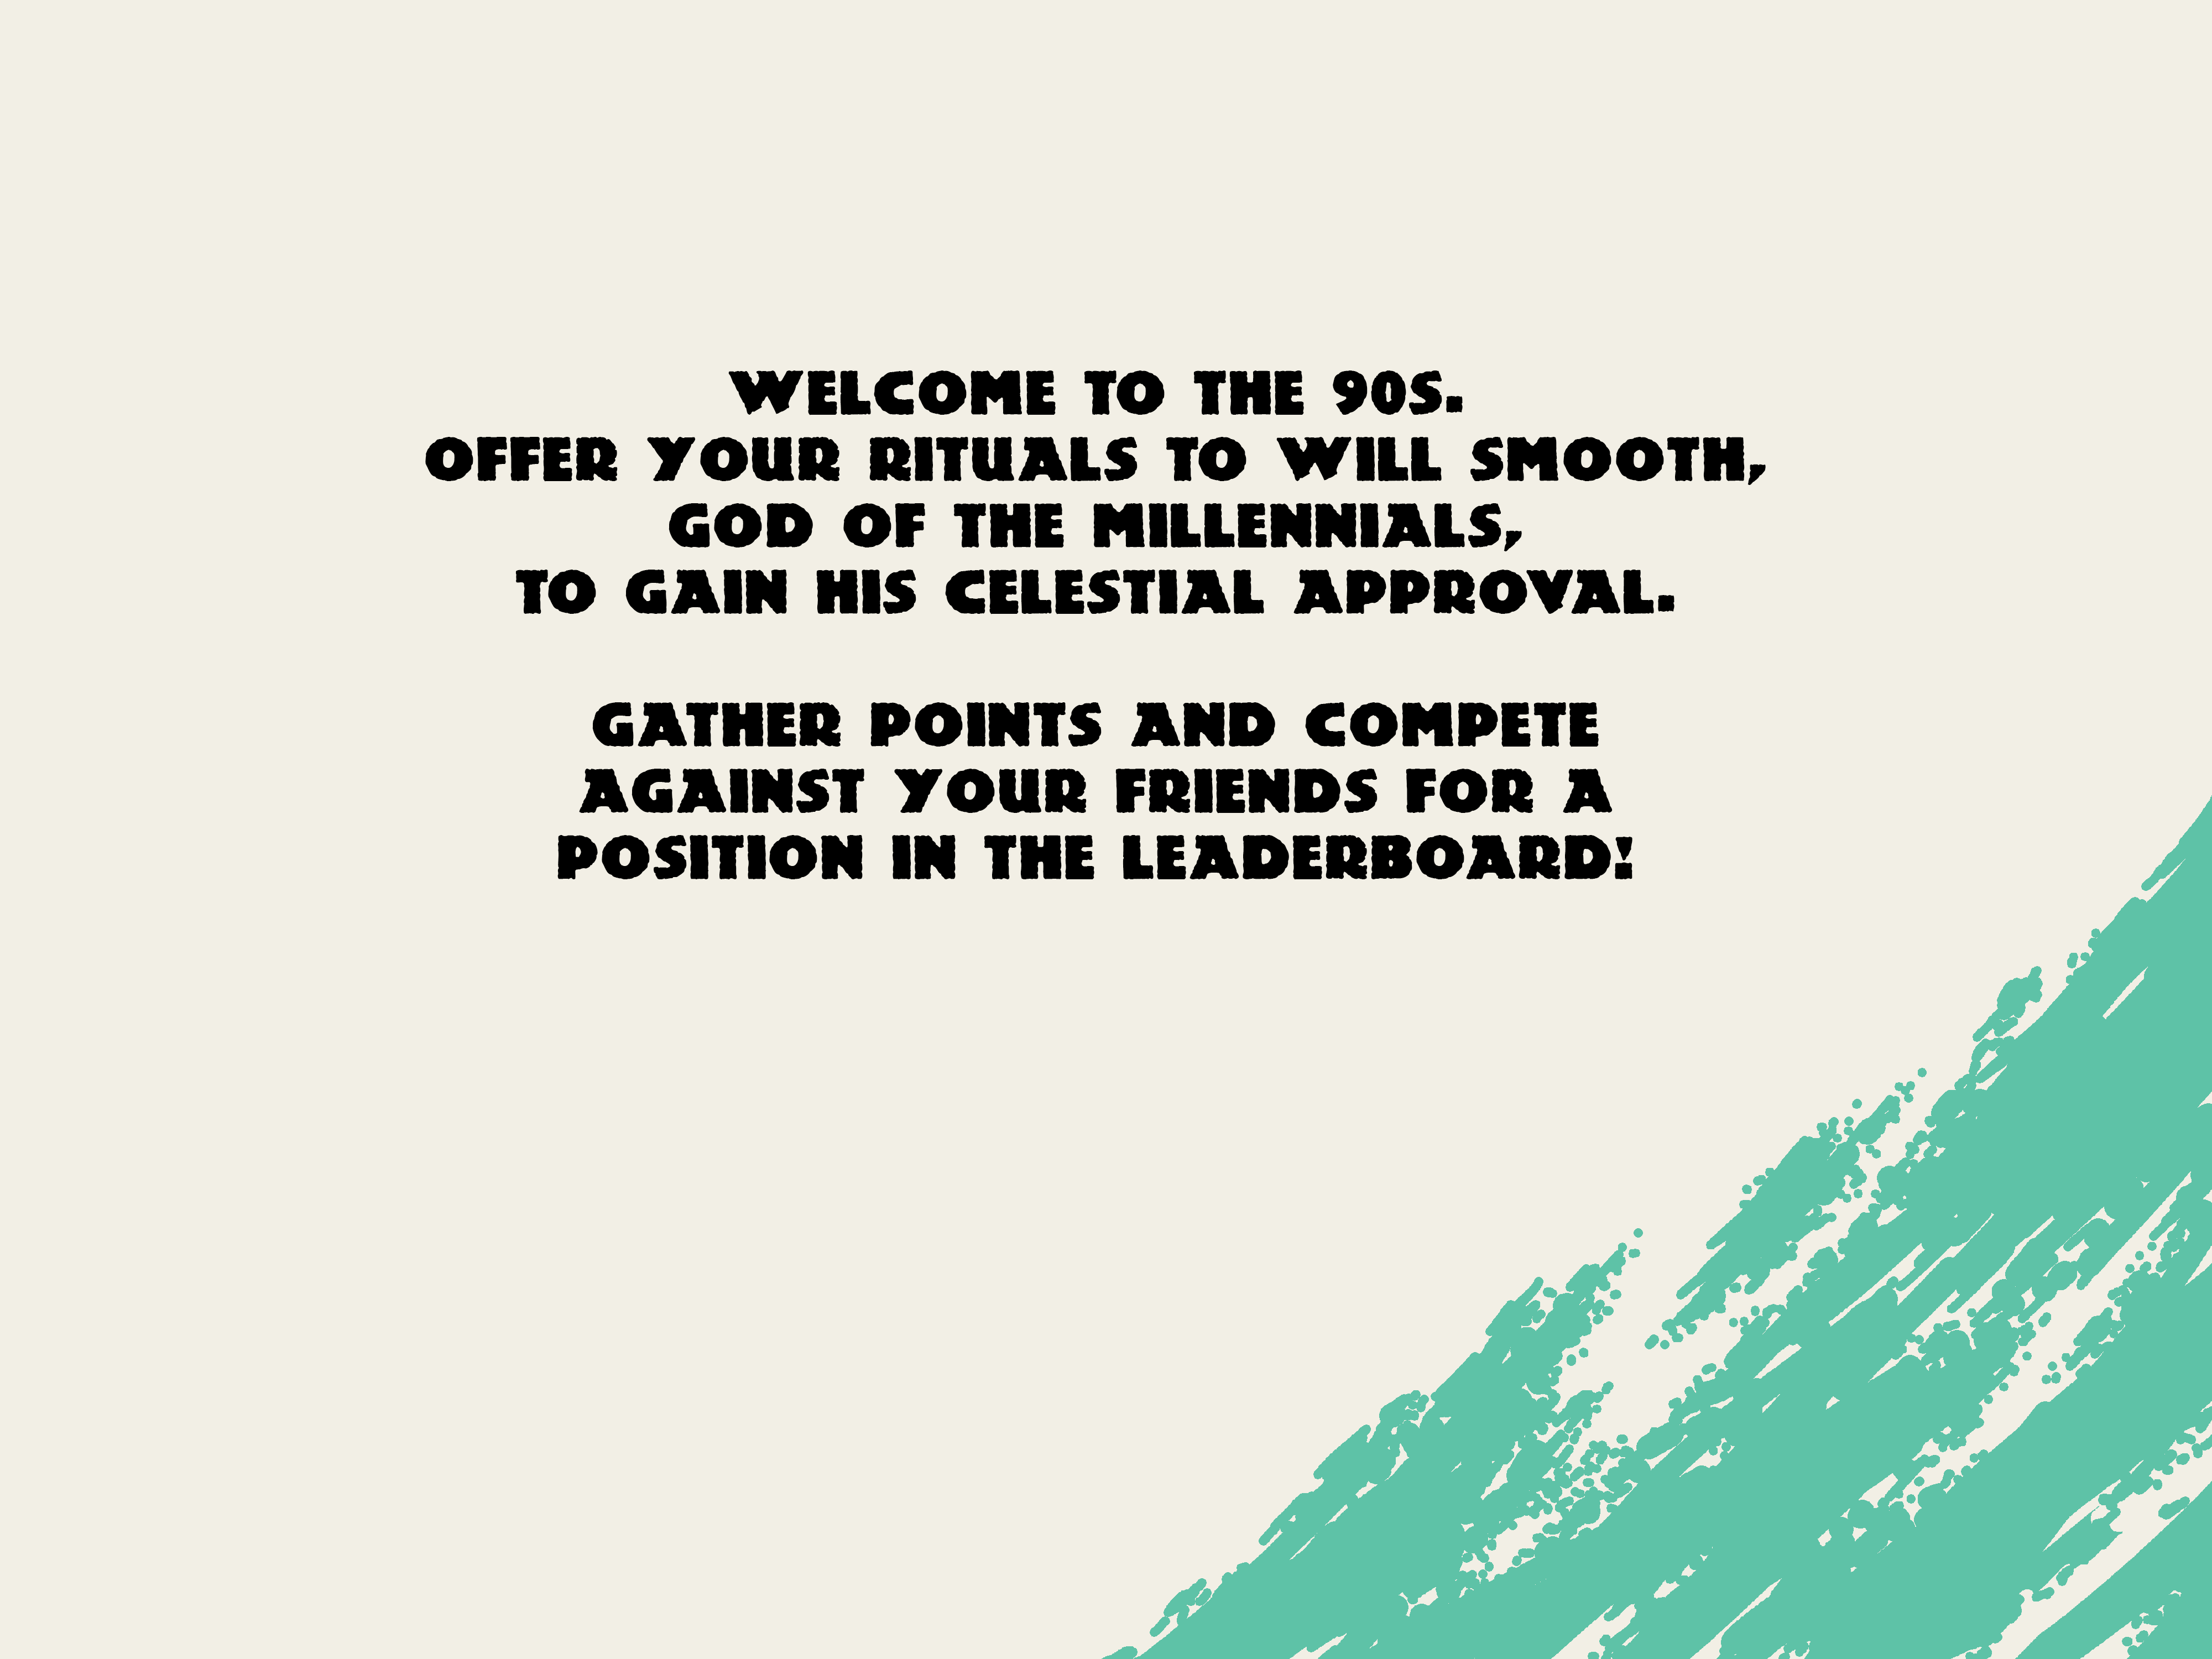 WELCOME TO THE 90S.
OFFER YOUR RITUALS TO WILL SMOOTH,
GOD OF THE MILLENNIALS,
TO GAIN HIS CELESTIAL APPROVAL.
GATHER POINTS AND COMPETE
AGAINST YOUR FRIENDS FOR A
POSITION IN THE LEADERBOARD!